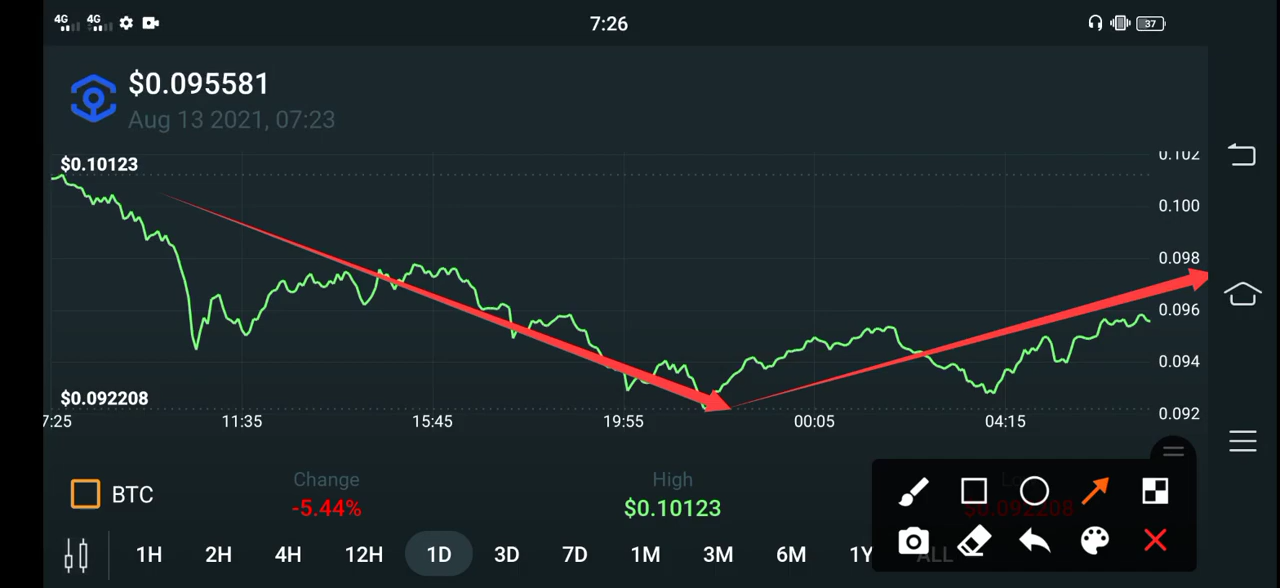 4G 4G 7:26 37
$0.095581
Aug 13 2021, 07:23
$0.10123
0.102
0.100
0.098
0.096
0.094
0.092
$0.092208
7:25 11:35 15:45 19:55 00:05 04:15
BTC
Change High Lo
-5.44% $0.10123 $0.092208
1H 2H 4H 12H 1D 3D 7D 1M 3M 6M 1Y ALL